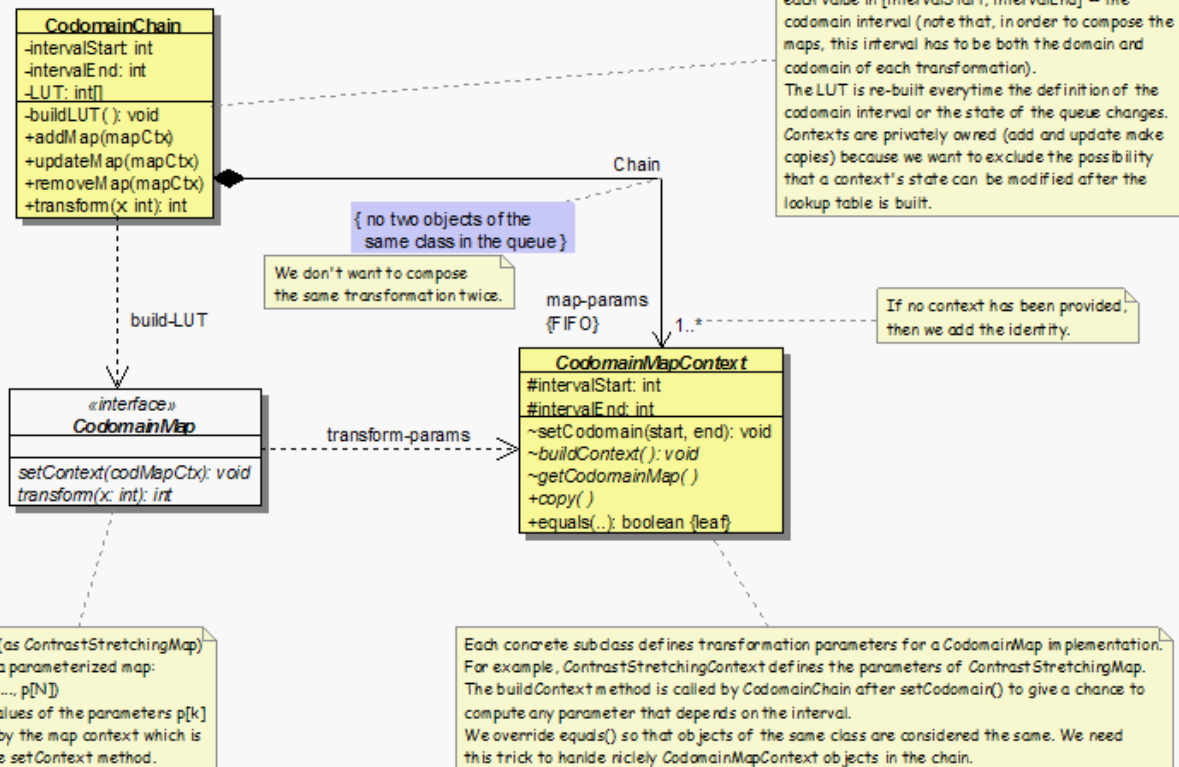 CodomainChain
-intervalStart: int
-intervalEnd: int
-LUT: int[]
-buildLUT( ): void
+addMap(mapCtx)
+updateMap(mapCtx)
+removeMap(mapCtx)
+transform(x: int): int
codomain interval (note that, in order to compose the
maps, this interval has to be both the domain and
codomain of each transformation).
The LUT is re-built everytime the definition of the
codomain interval or the state of the queue changes.
Contexts are privately owned (add and update make
copies) because we want to exclude the possibility
that a context's state can be modified after the
lookup table is built.
Chain
{ no two objects of the
same class in the queue }
We don't want to compose
the same transformation twice.
map-params
{FIFO}
1..*
If no context has been provided,
then we add the identity.
build-LUT
«interface»
CodomainMap
setContext(codMapCtx): void
transform(x: int): int
transform-params
CodomainMapContext
#intervalStart: int
#intervalEnd: int
~setCodomain(start, end): void
~buildContext( ): void
~getCodomainMap( )
+copy( )
+equals(..): boolean {leaf}
(as ContrastStretchingMap)
a parameterized map:
..., p[N])
alues of the parameters p[k]
by the map context which is
e setContext method.
Each concrete subclass defines transformation parameters for a CodomainMap implementation.
For example, ContrastStretchingContext defines the parameters of ContrastStretchingMap.
The buildContext method is called by CodomainChain after setCodomain() to give a chance to
compute any parameter that depends on the interval.
We override equals() so that objects of the same class are considered the same. We need
this trick to hanlde niclely CodomainMapContext objects in the chain.